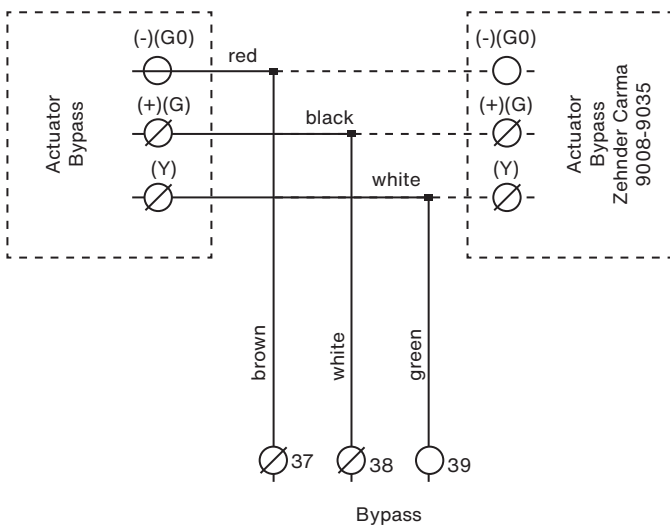 (-)(G0)
red
(-)(G0)
(+)(G)
black
(+)(G)
(Y)
white
(Y)
Actuator
Bypass
Actuator
Bypass
Zehnder Carma
9008-9035
brown
white
green
37
38
39
Bypass